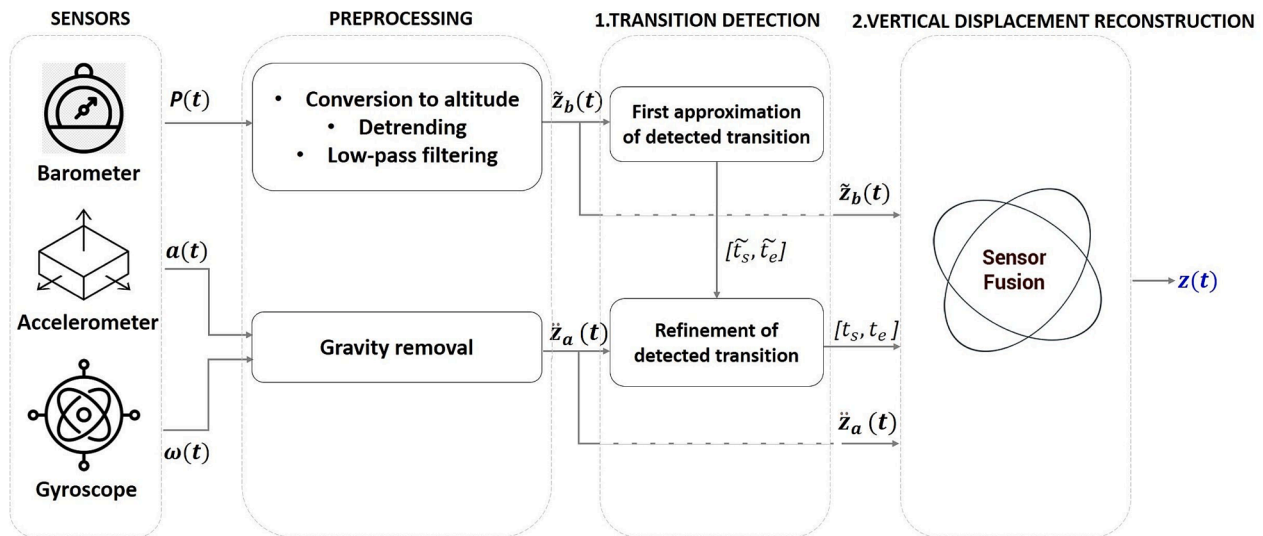 SENSORS
PREPROCESSING
1.TRANSITION DETECTION
2.VERTICAL DISPLACEMENT RECONSTRUCTION
P(t)
Barometer
a(t)
Accelerometer
ω(t)
Gyroscope
• Conversion to altitude
• Detrending
• Low-pass filtering
Gravity removal
z̃_b(t)
z̈_a (t)
First approximation
of detected transition
[t̃_s, t̃_e]
Refinement of
detected transition
z̃_b(t)
[t_s, t_e]
z̈_a (t)
Sensor
Fusion
z(t)